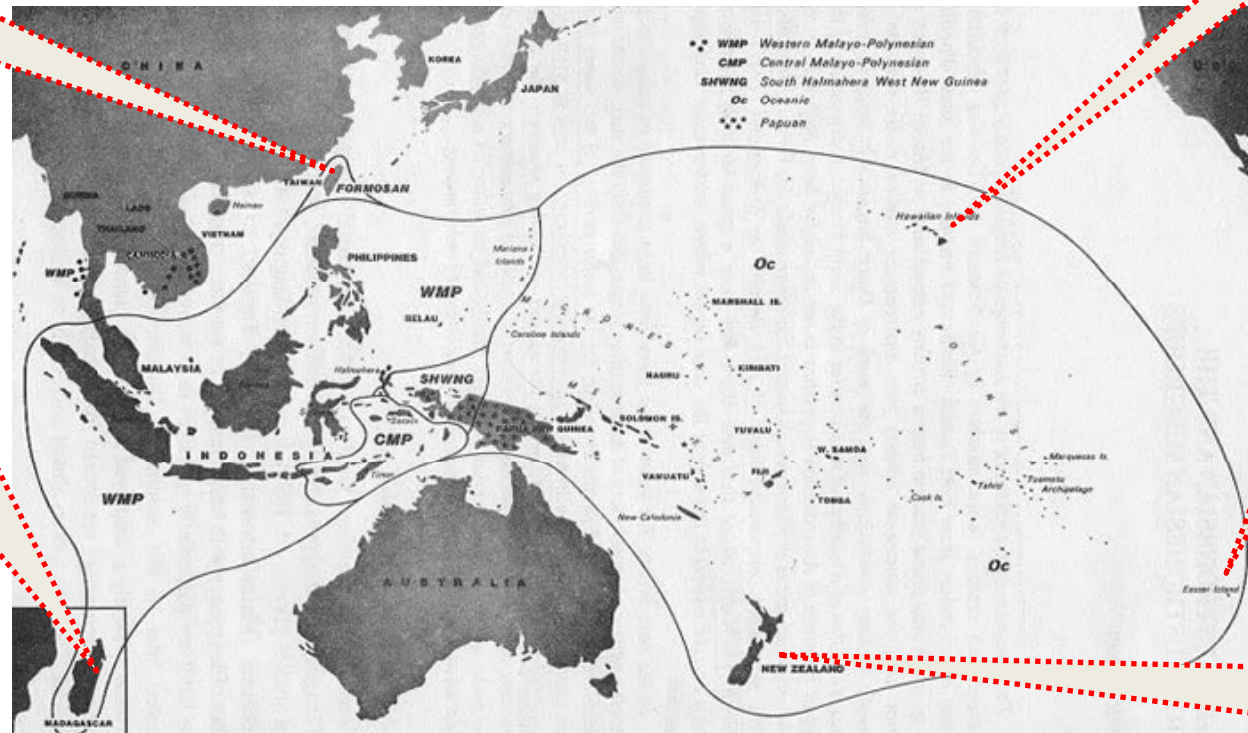 WMP Western Malayo-Polynesian
CMP Central Malayo-Polynesian
SHWNG South Halmahera West New Guinea
Oc Oceanic
Papuan
CHINA
KOREA
JAPAN
TAIWAN
FORMOSAN
BURMA
LAOS
Hainan
THAILAND
VIETNAM
CAMBODIA
WMP
PHILIPPINES
Mariana
Islands
WMP
BELAU
MICRONESIA
Caroline Islands
Hawaiian Islands
Oc
MARSHALL IS.
POLYNESIA
MALAYSIA
Borneo
Halmahera
SHWNG
NAURU
KIRIBATI
SOLOMON IS.
PAPUA NEW GUINEA
Seram
CMP
TUVALU
INDONESIA
Timor
W. SAMOA
Marquesas Is.
VANUATU
FIJI
Tahiti
Tuamotu
Archipelago
WMP
TONGA
Cook Is.
New Caledonia
Oc
AUSTRALIA
Easter Island
NEW ZEALAND
MADAGASCAR